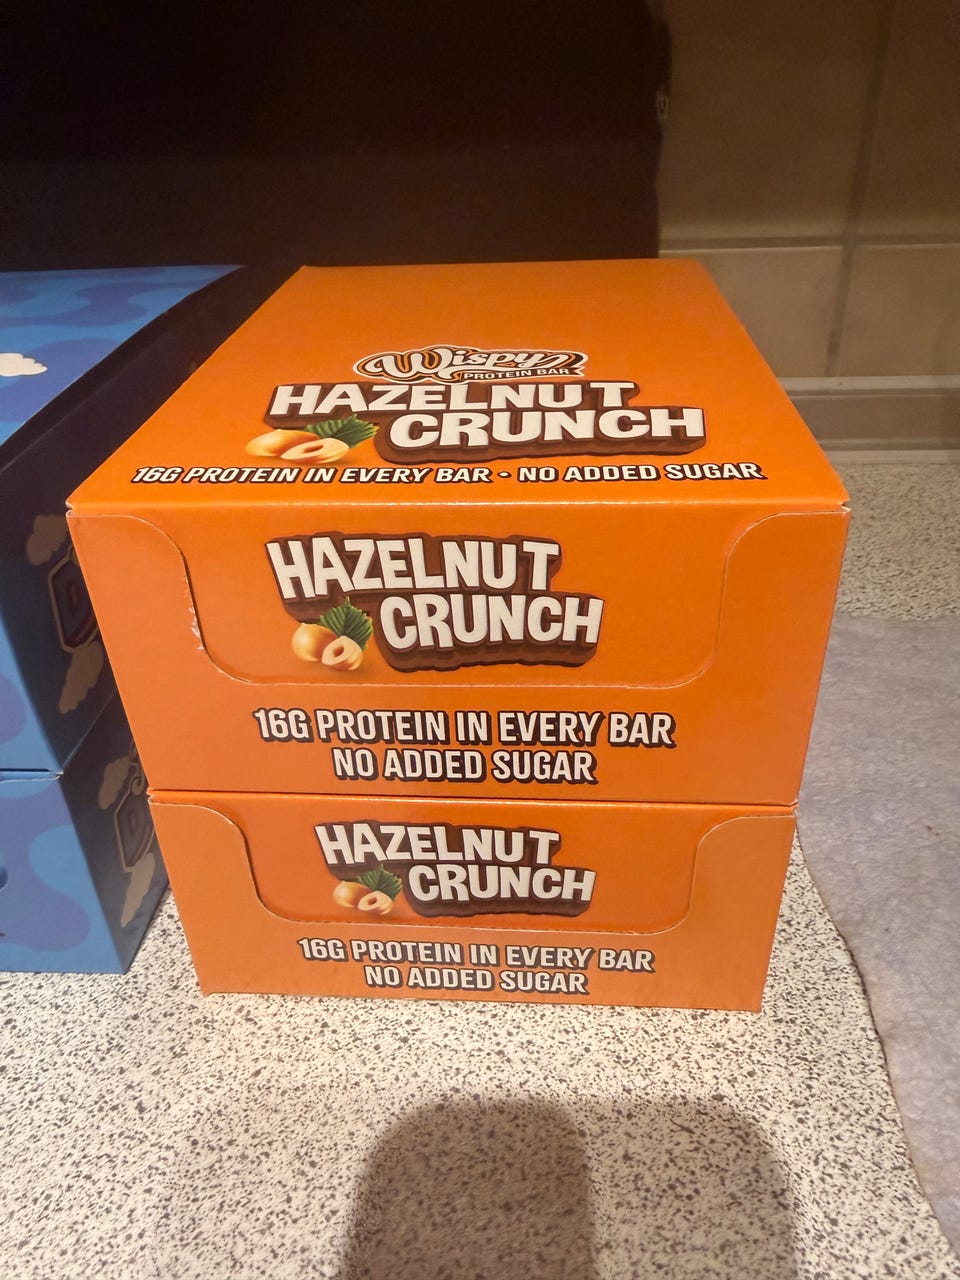 Wispy
PROTEIN BAR
HAZELNUT
CRUNCH
16G PROTEIN IN EVERY BAR • NO ADDED SUGAR
HAZELNUT
CRUNCH
16G PROTEIN IN EVERY BAR
NO ADDED SUGAR
HAZELNUT
CRUNCH
16G PROTEIN IN EVERY BAR
NO ADDED SUGAR